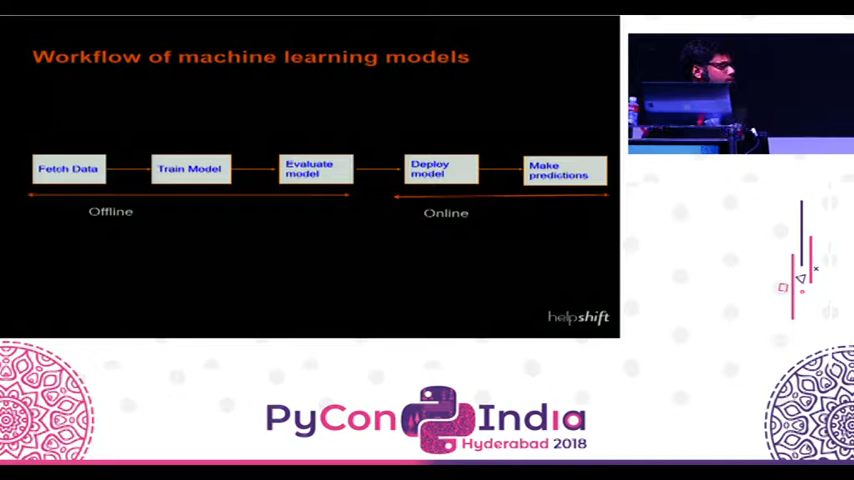 Workflow of machine learning models
Fetch Data
Train Model
Evaluate
model
Deploy
model
Make
predictions
Offline
Online
helpshift
PyCon India
Hyderabad 2018